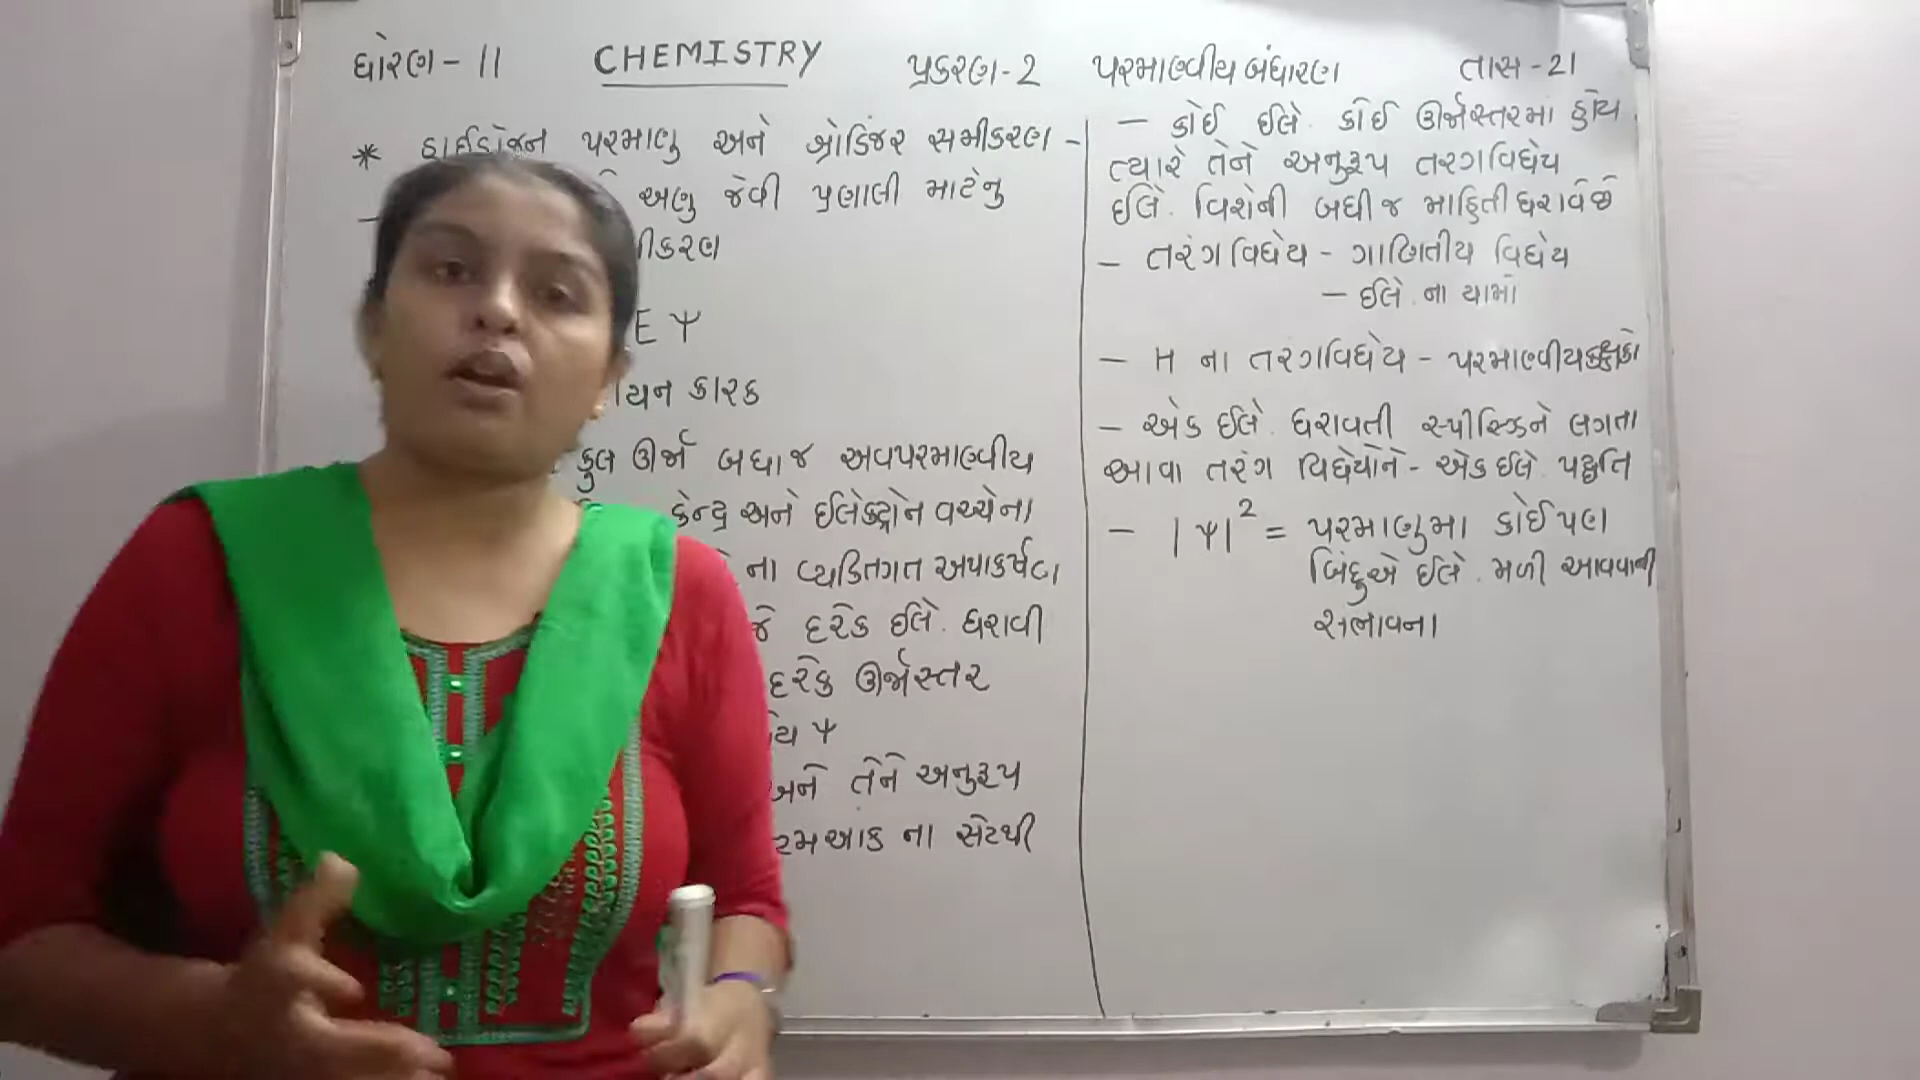 ધોરણ - 11 CHEMISTRY પ્રકરણ - 2 પરમાણ્વીય બંધારણ તાસ - 21
* હાઈડ્રોજન પરમાણુ અને શ્રોડિંજર સમીકરણ -
અણુ જેવી પ્રણાલી માટેનુ
E Ψ
કારક
કુલ ઊર્જા બધાજ અવપરમાણ્વીય
કેન્દ્ર અને ઈલેક્ટ્રોન વચ્ચેના
ના વ્યક્તિગત અપાકર્ષણ
જે દરેક ઈલે. ધરાવી
દરેક ઊર્જાસ્તર
Ψ
અને તેને અનુરૂપ
ના સેટથી
- કોઈ ઈલે. કોઈ ઊર્જાસ્તરમાં હોય
ત્યારે તેને અનુરૂપ તરંગવિધેય
ઈલે. વિશેની બધી જ માહિતી ધરાવે છે
- તરંગવિધેય - ગાણિતીય વિધેય
- ઈલે. ના યામાં
- H ના તરંગવિધેય - પરમાણ્વીય કક્ષકો
- એક ઈલે. ધરાવતી સ્પીસિઝને લગતા
આવા તરંગ વિધેયોને - એક ઈલે. પદ્ધતિ
- |Ψ|² = પરમાણુમા કોઈપણ
બિંદુએ ઈલે. મળી આવવાની
સંભાવના